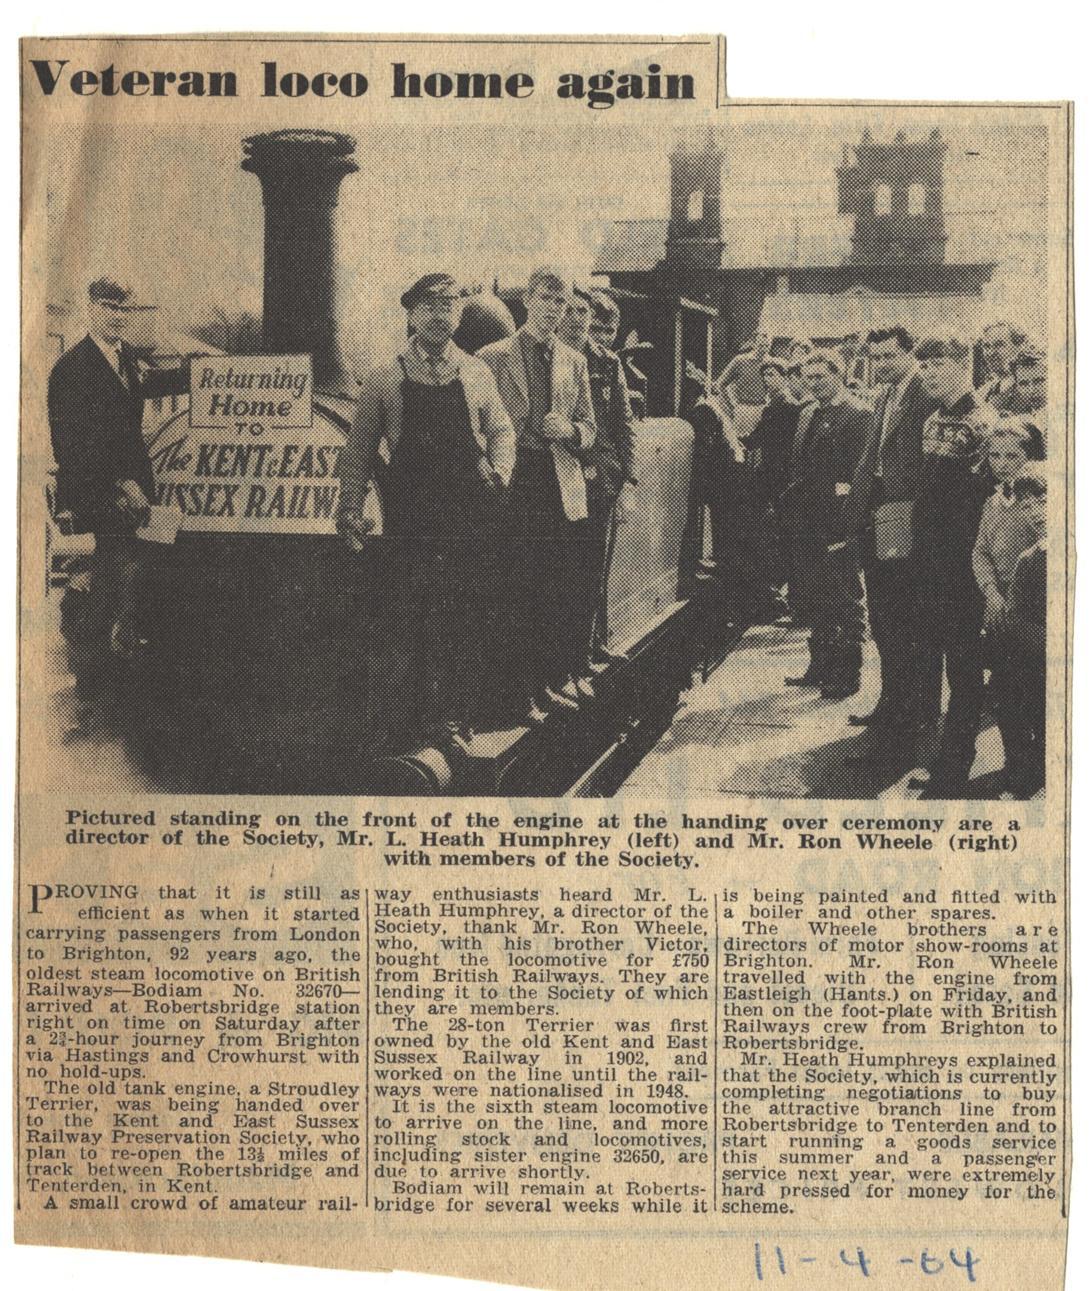 Veteran loco home again
Returning
Home
TO
The KENT & EAST
SUSSEX RAILW
Pictured standing on the front of the engine at the handing over ceremony are a
director of the Society, Mr. L. Heath Humphrey (left) and Mr. Ron Wheele (right)
with members of the Society.
PROVING that it is still as
efficient as when it started
carrying passengers from London
to Brighton, 92 years ago, the
oldest steam locomotive on British
Railways—Bodiam No. 32670—
arrived at Robertsbridge station
right on time on Saturday after
a 2¾-hour journey from Brighton
via Hastings and Crowhurst with
no hold-ups.
The old tank engine, a Stroudley
Terrier, was being handed over
to the Kent and East Sussex
Railway Preservation Society, who
plan to re-open the 13½ miles of
track between Robertsbridge and
Tenterden, in Kent.
A small crowd of amateur rail-
way enthusiasts heard Mr. L.
Heath Humphrey, a director of the
Society, thank Mr. Ron Wheele,
who, with his brother Victor,
bought the locomotive for £750
from British Railways. They are
lending it to the Society of which
they are members.
The 28-ton Terrier was first
owned by the old Kent and East
Sussex Railway in 1902, and
worked on the line until the rail-
ways were nationalised in 1948.
It is the sixth steam locomotive
to arrive on the line, and more
rolling stock and locomotives,
including sister engine 32650, are
due to arrive shortly.
Bodiam will remain at Roberts-
bridge for several weeks while it
is being painted and fitted with
a boiler and other spares.
The Wheele brothers are
directors of motor show-rooms at
Brighton. Mr. Ron Wheele
travelled with the engine from
Eastleigh (Hants.) on Friday, and
then on the foot-plate with British
Railways crew from Brighton to
Robertsbridge.
Mr. Heath Humphreys explained
that the Society, which is currently
completing negotiations to buy
the attractive branch line from
Robertsbridge to Tenterden and to
start running a goods service
this summer and a passenger
service next year, were extremely
hard pressed for money for the
scheme.
11-4-64